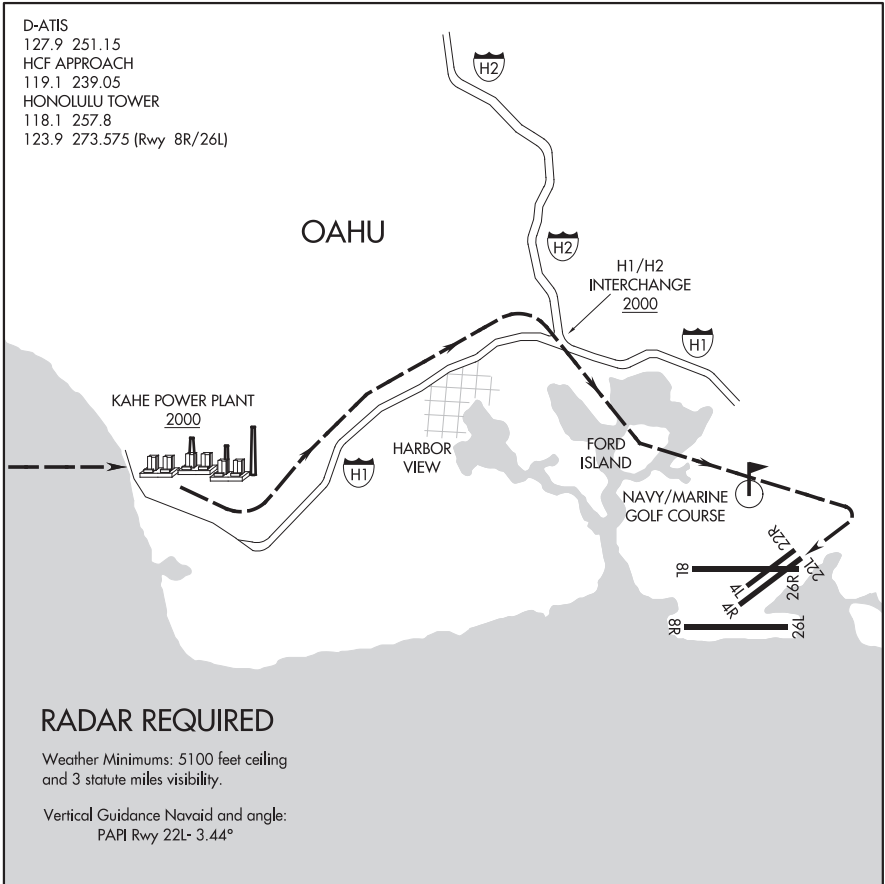 D-ATIS
127.9 251.15
HCF APPROACH
119.1 239.05
HONOLULU TOWER
118.1 257.8
123.9 273.575 (Rwy 8R/26L)
H2
OAHU
H2
H1/H2
INTERCHANGE
2000
H1
KAHE POWER PLANT
2000
HARBOR
VIEW
FORD
ISLAND
H1
NAVY/MARINE
GOLF COURSE
22R
22L
8L
26R
4L
4R
8R
26L
RADAR REQUIRED
Weather Minimums: 5100 feet ceiling
and 3 statute miles visibility.
Vertical Guidance Navaid and angle:
PAPI Rwy 22L- 3.44°